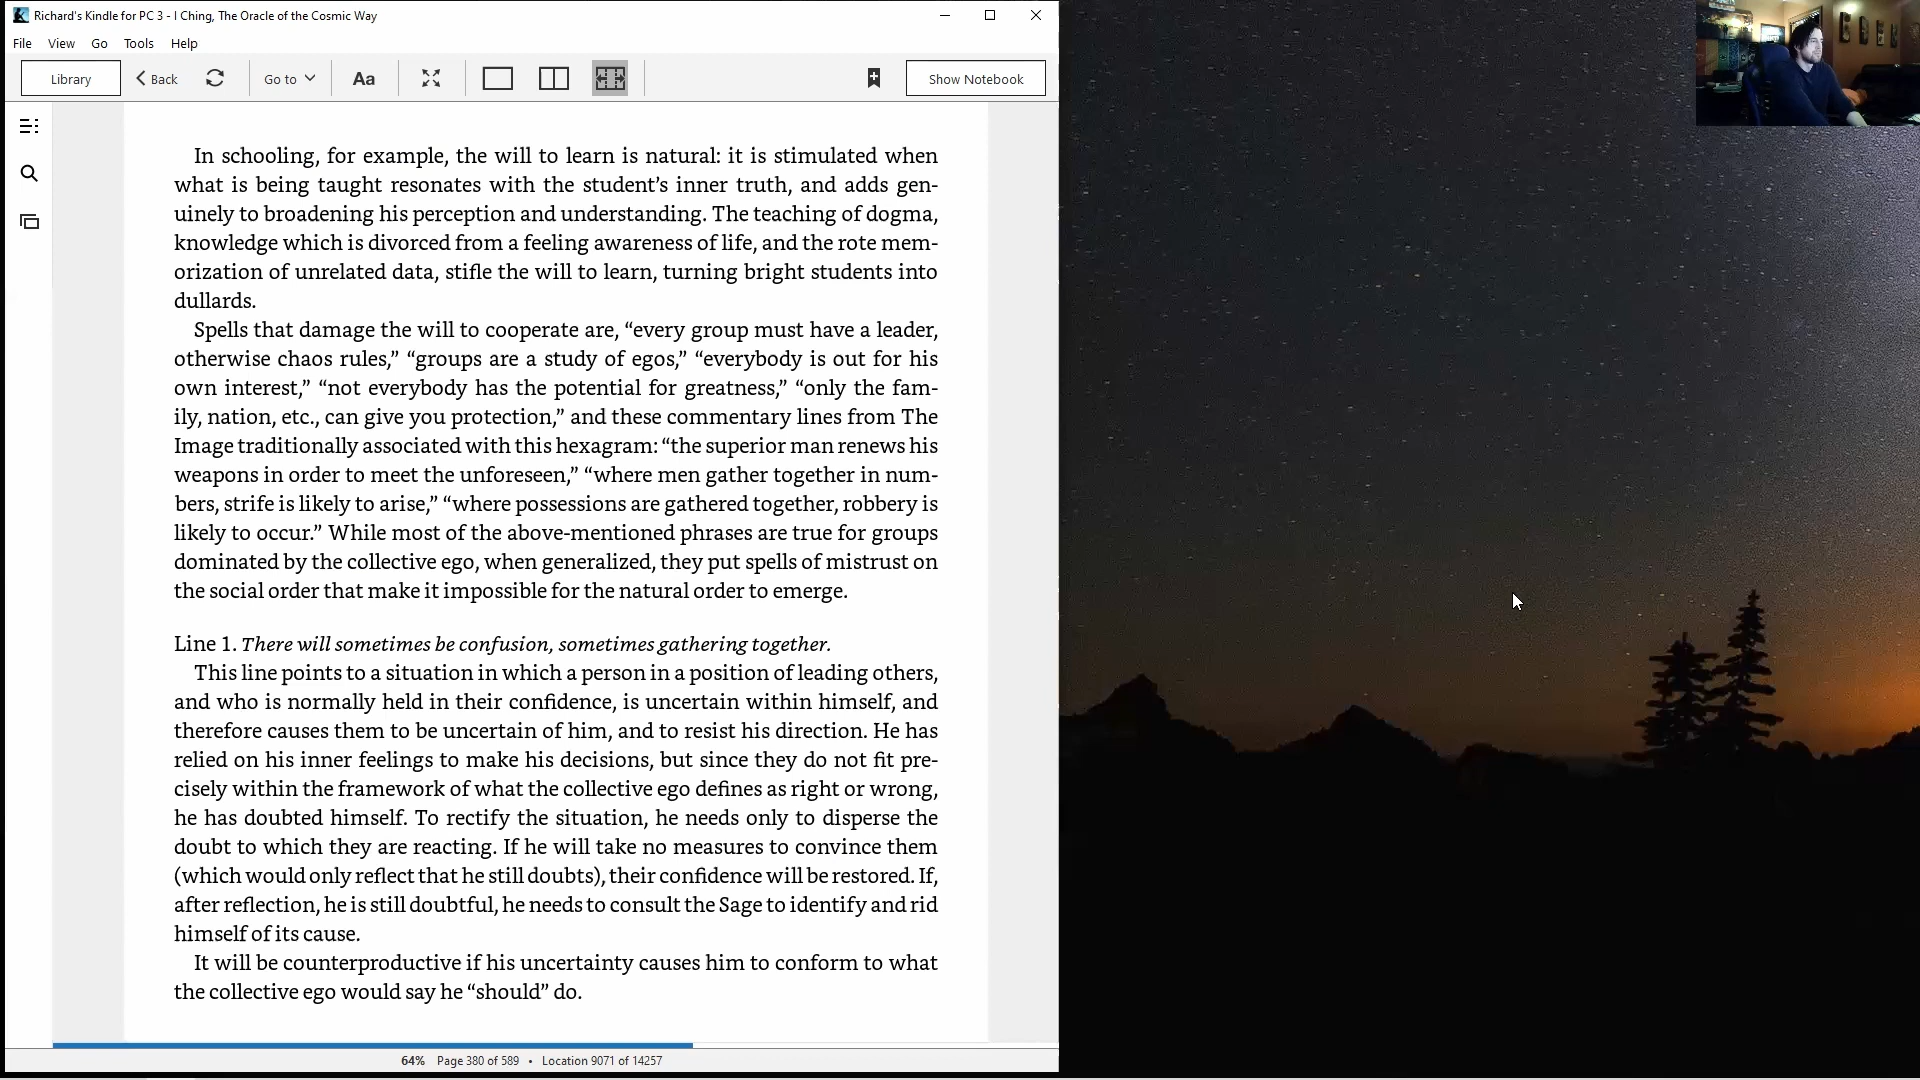 Richard's Kindle for PC 3 - I Ching, The Oracle of the Cosmic Way
File View Go Tools Help
Library Back Go to Aa Show Notebook
In schooling, for example, the will to learn is natural: it is stimulated when
what is being taught resonates with the student’s inner truth, and adds gen-
uinely to broadening his perception and understanding. The teaching of dogma,
knowledge which is divorced from a feeling awareness of life, and the rote mem-
orization of unrelated data, stifle the will to learn, turning bright students into
dullards.
Spells that damage the will to cooperate are, “every group must have a leader,
otherwise chaos rules,” “groups are a study of egos,” “everybody is out for his
own interest,” “not everybody has the potential for greatness,” “only the fam-
ily, nation, etc., can give you protection,” and these commentary lines from The
Image traditionally associated with this hexagram: “the superior man renews his
weapons in order to meet the unforeseen,” “where men gather together in num-
bers, strife is likely to arise,” “where possessions are gathered together, robbery is
likely to occur.” While most of the above-mentioned phrases are true for groups
dominated by the collective ego, when generalized, they put spells of mistrust on
the social order that make it impossible for the natural order to emerge.
Line 1. There will sometimes be confusion, sometimes gathering together.
This line points to a situation in which a person in a position of leading others,
and who is normally held in their confidence, is uncertain within himself, and
therefore causes them to be uncertain of him, and to resist his direction. He has
relied on his inner feelings to make his decisions, but since they do not fit pre-
cisely within the framework of what the collective ego defines as right or wrong,
he has doubted himself. To rectify the situation, he needs only to disperse the
doubt to which they are reacting. If he will take no measures to convince them
(which would only reflect that he still doubts), their confidence will be restored. If,
after reflection, he is still doubtful, he needs to consult the Sage to identify and rid
himself of its cause.
It will be counterproductive if his uncertainty causes him to conform to what
the collective ego would say he “should” do.
64% Page 380 of 589 • Location 9071 of 14257